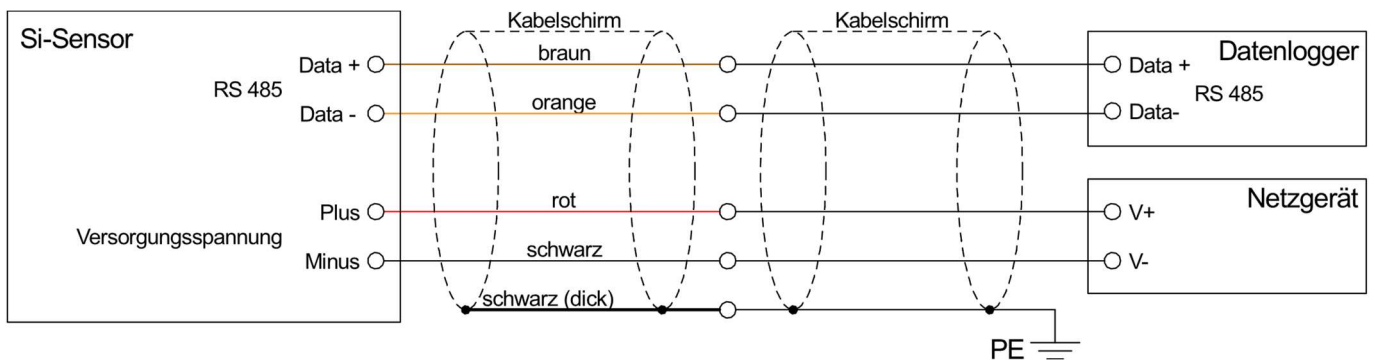 Si-Sensor
Kabelschirm
Kabelschirm
Datenlogger
Data +
braun
Data +
RS 485
RS 485
Data -
orange
Data-
Netzgerät
Plus
rot
V+
Versorgungsspannung
Minus
schwarz
V-
schwarz (dick)
PE